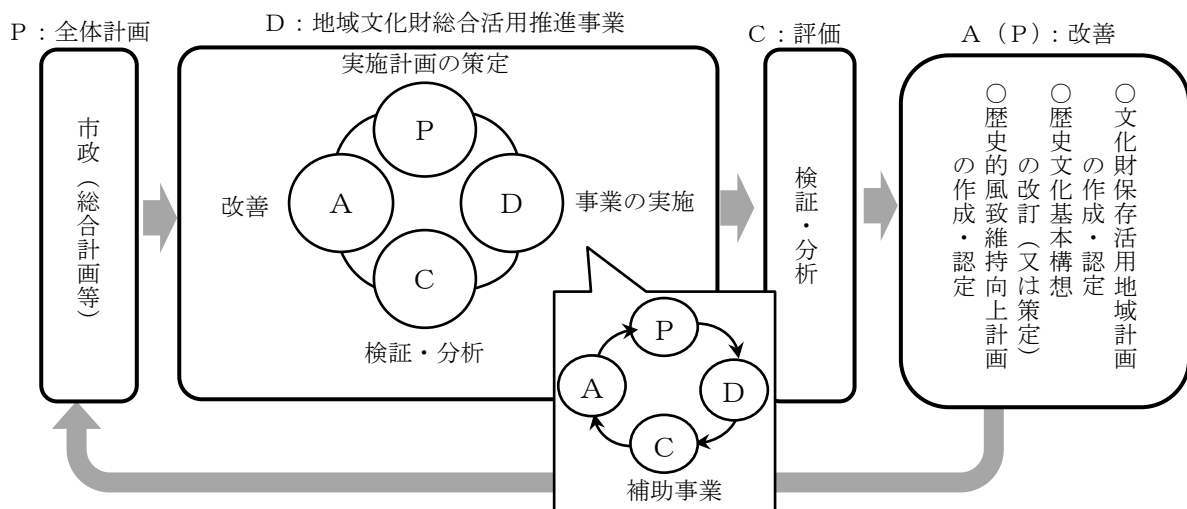 P：全体計画
市政（総合計画等）
D：地域文化財総合活用推進事業
実施計画の策定
P
A
D
C
改善
事業の実施
検証・分析
P
A
D
C
補助事業
C：評価
検証・分析
A（P）：改善
○文化財保存活用地域計画
の作成・認定
○歴史文化基本構想
の改訂（又は策定）
○歴史的風致維持向上計画
の作成・認定